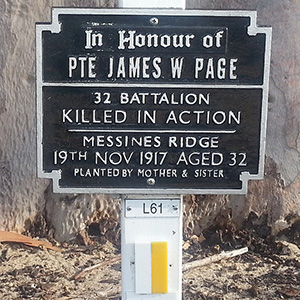 In Honour of
PTE JAMES W PAGE
32 BATTALION
KILLED IN ACTION
MESSINES RIDGE
19TH NOV 1917 AGED 32
PLANTED BY MOTHER & SISTER
L61